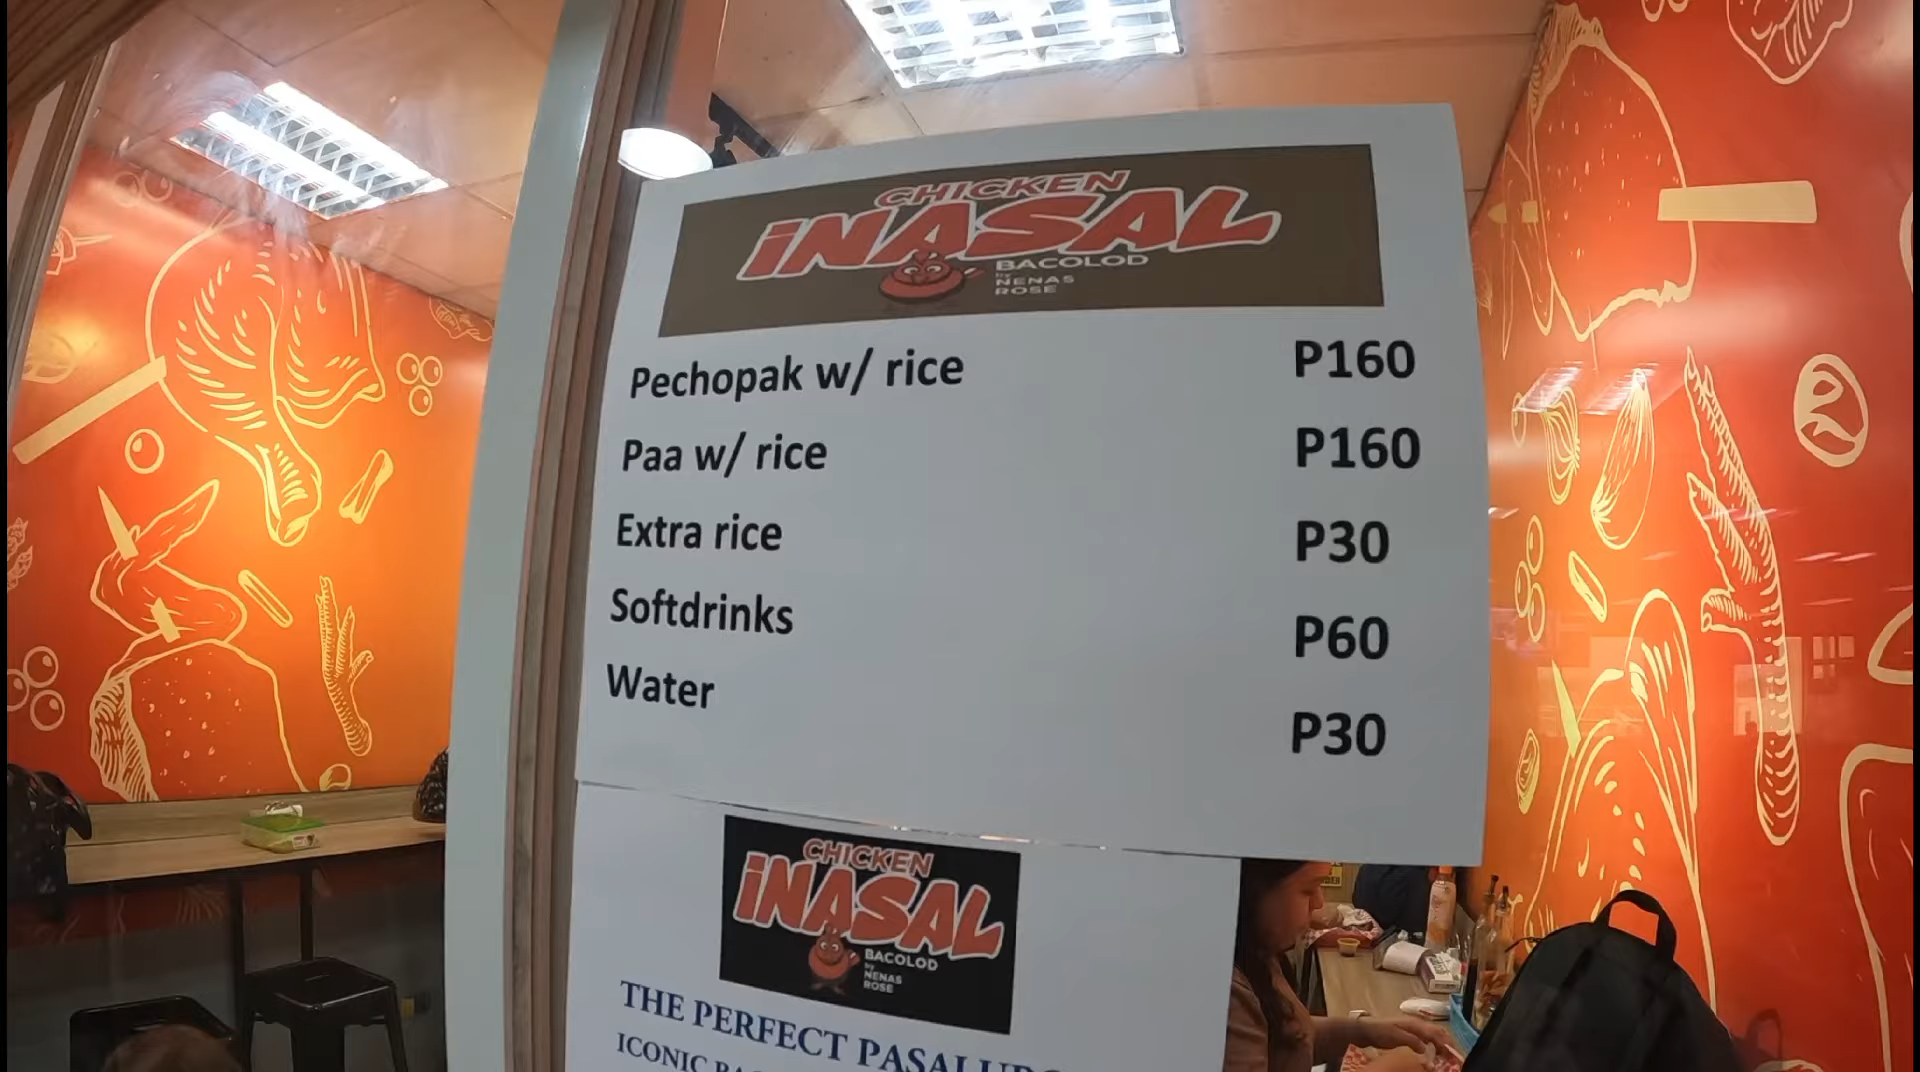 CHICKEN
iNASAL
BACOLOD
by
NENAS
ROSE
Pechopak w/ rice P160
Paa w/ rice P160
Extra rice P30
Softdrinks P60
Water P30
CHICKEN
iNASAL
BACOLOD
by
NENAS
ROSE
THE PERFECT
ICONIC